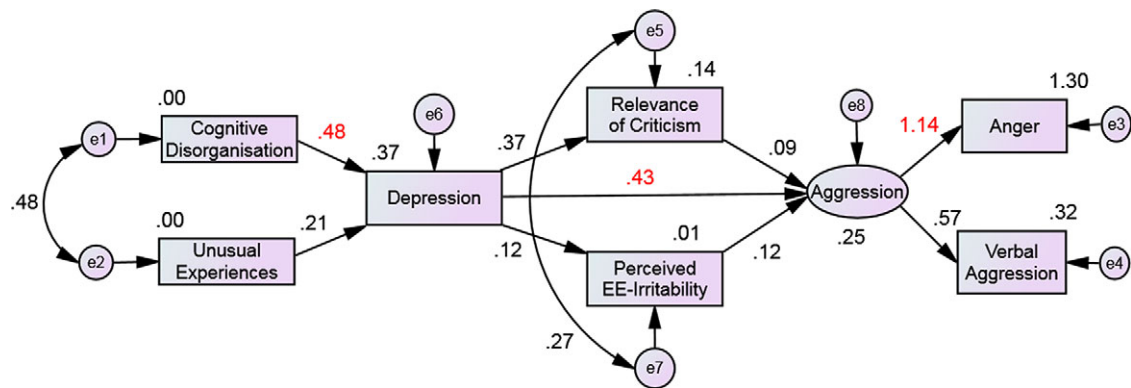 e5
.14
1.30
.00
e6
Relevance
of Criticism
e8
1.14
Anger
e3
e1
Cognitive
Disorganisation
.48
.37
.37
.09
.48
Depression
.43
Aggression
.00
.21
.12
.01
.12
.25
.57
.32
e2
Unusual
Experiences
Perceived
EE-Irritability
Verbal
Aggression
e4
.27
e7